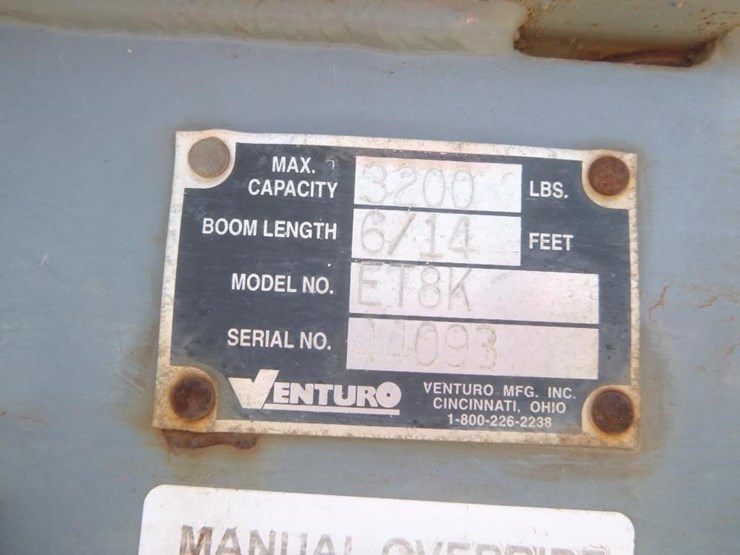 MAX. CAPACITY 3200 LBS.
BOOM LENGTH 6/14 FEET
MODEL NO. ET8K
SERIAL NO.
VENTURO
VENTURO MFG. INC.
CINCINNATI, OHIO
1-800-226-2238
MANUAL OVERRIDE